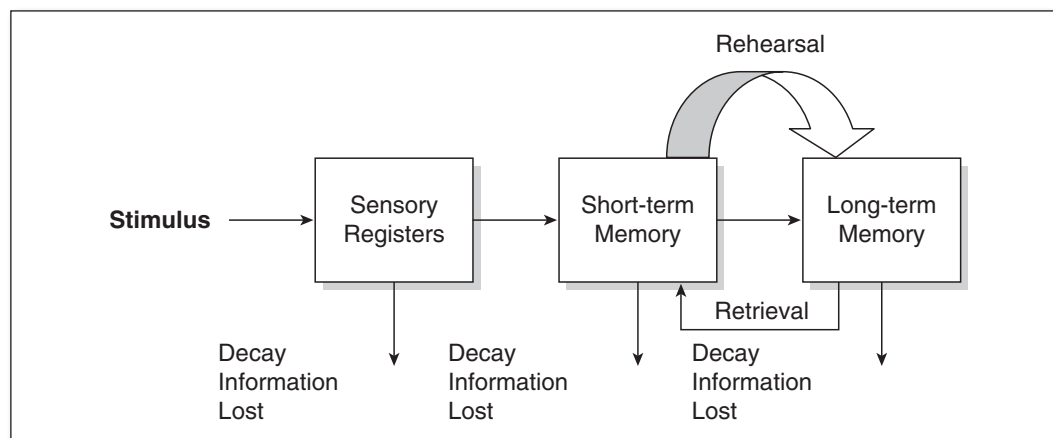 Rehearsal
Stimulus
Sensory
Registers
Short-term
Memory
Long-term
Memory
Retrieval
Decay
Information
Lost
Decay
Information
Lost
Decay
Information
Lost